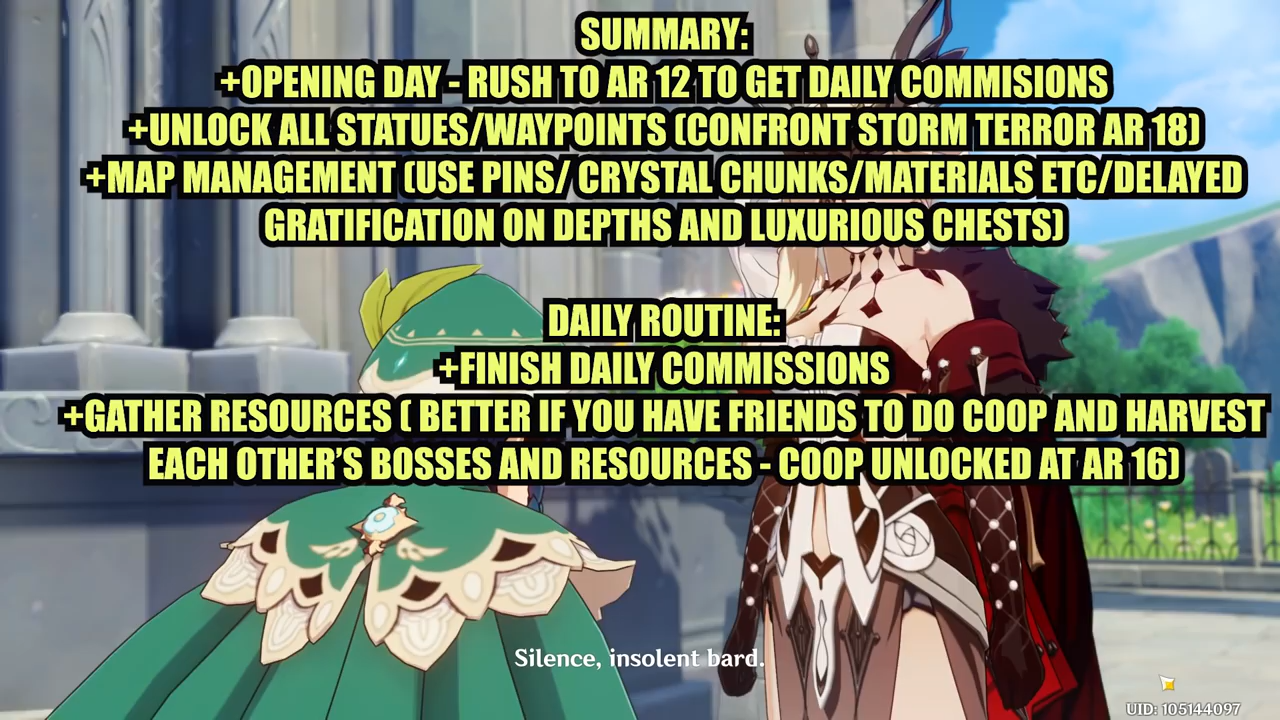 SUMMARY:
+OPENING DAY - RUSH TO AR 12 TO GET DAILY COMMISIONS
+UNLOCK ALL STATUES/WAYPOINTS (CONFRONT STORM TERROR AR 18)
+MAP MANAGEMENT (USE PINS/ CRYSTAL CHUNKS/MATERIALS ETC/DELAYED
GRATIFICATION ON DEPTHS AND LUXURIOUS CHESTS)
DAILY ROUTINE:
+FINISH DAILY COMMISSIONS
+GATHER RESOURCES ( BETTER IF YOU HAVE FRIENDS TO DO COOP AND HARVEST
EACH OTHER'S BOSSES AND RESOURCES - COOP UNLOCKED AT AR 16)
Silence, insolent bard.
UID: 105144097